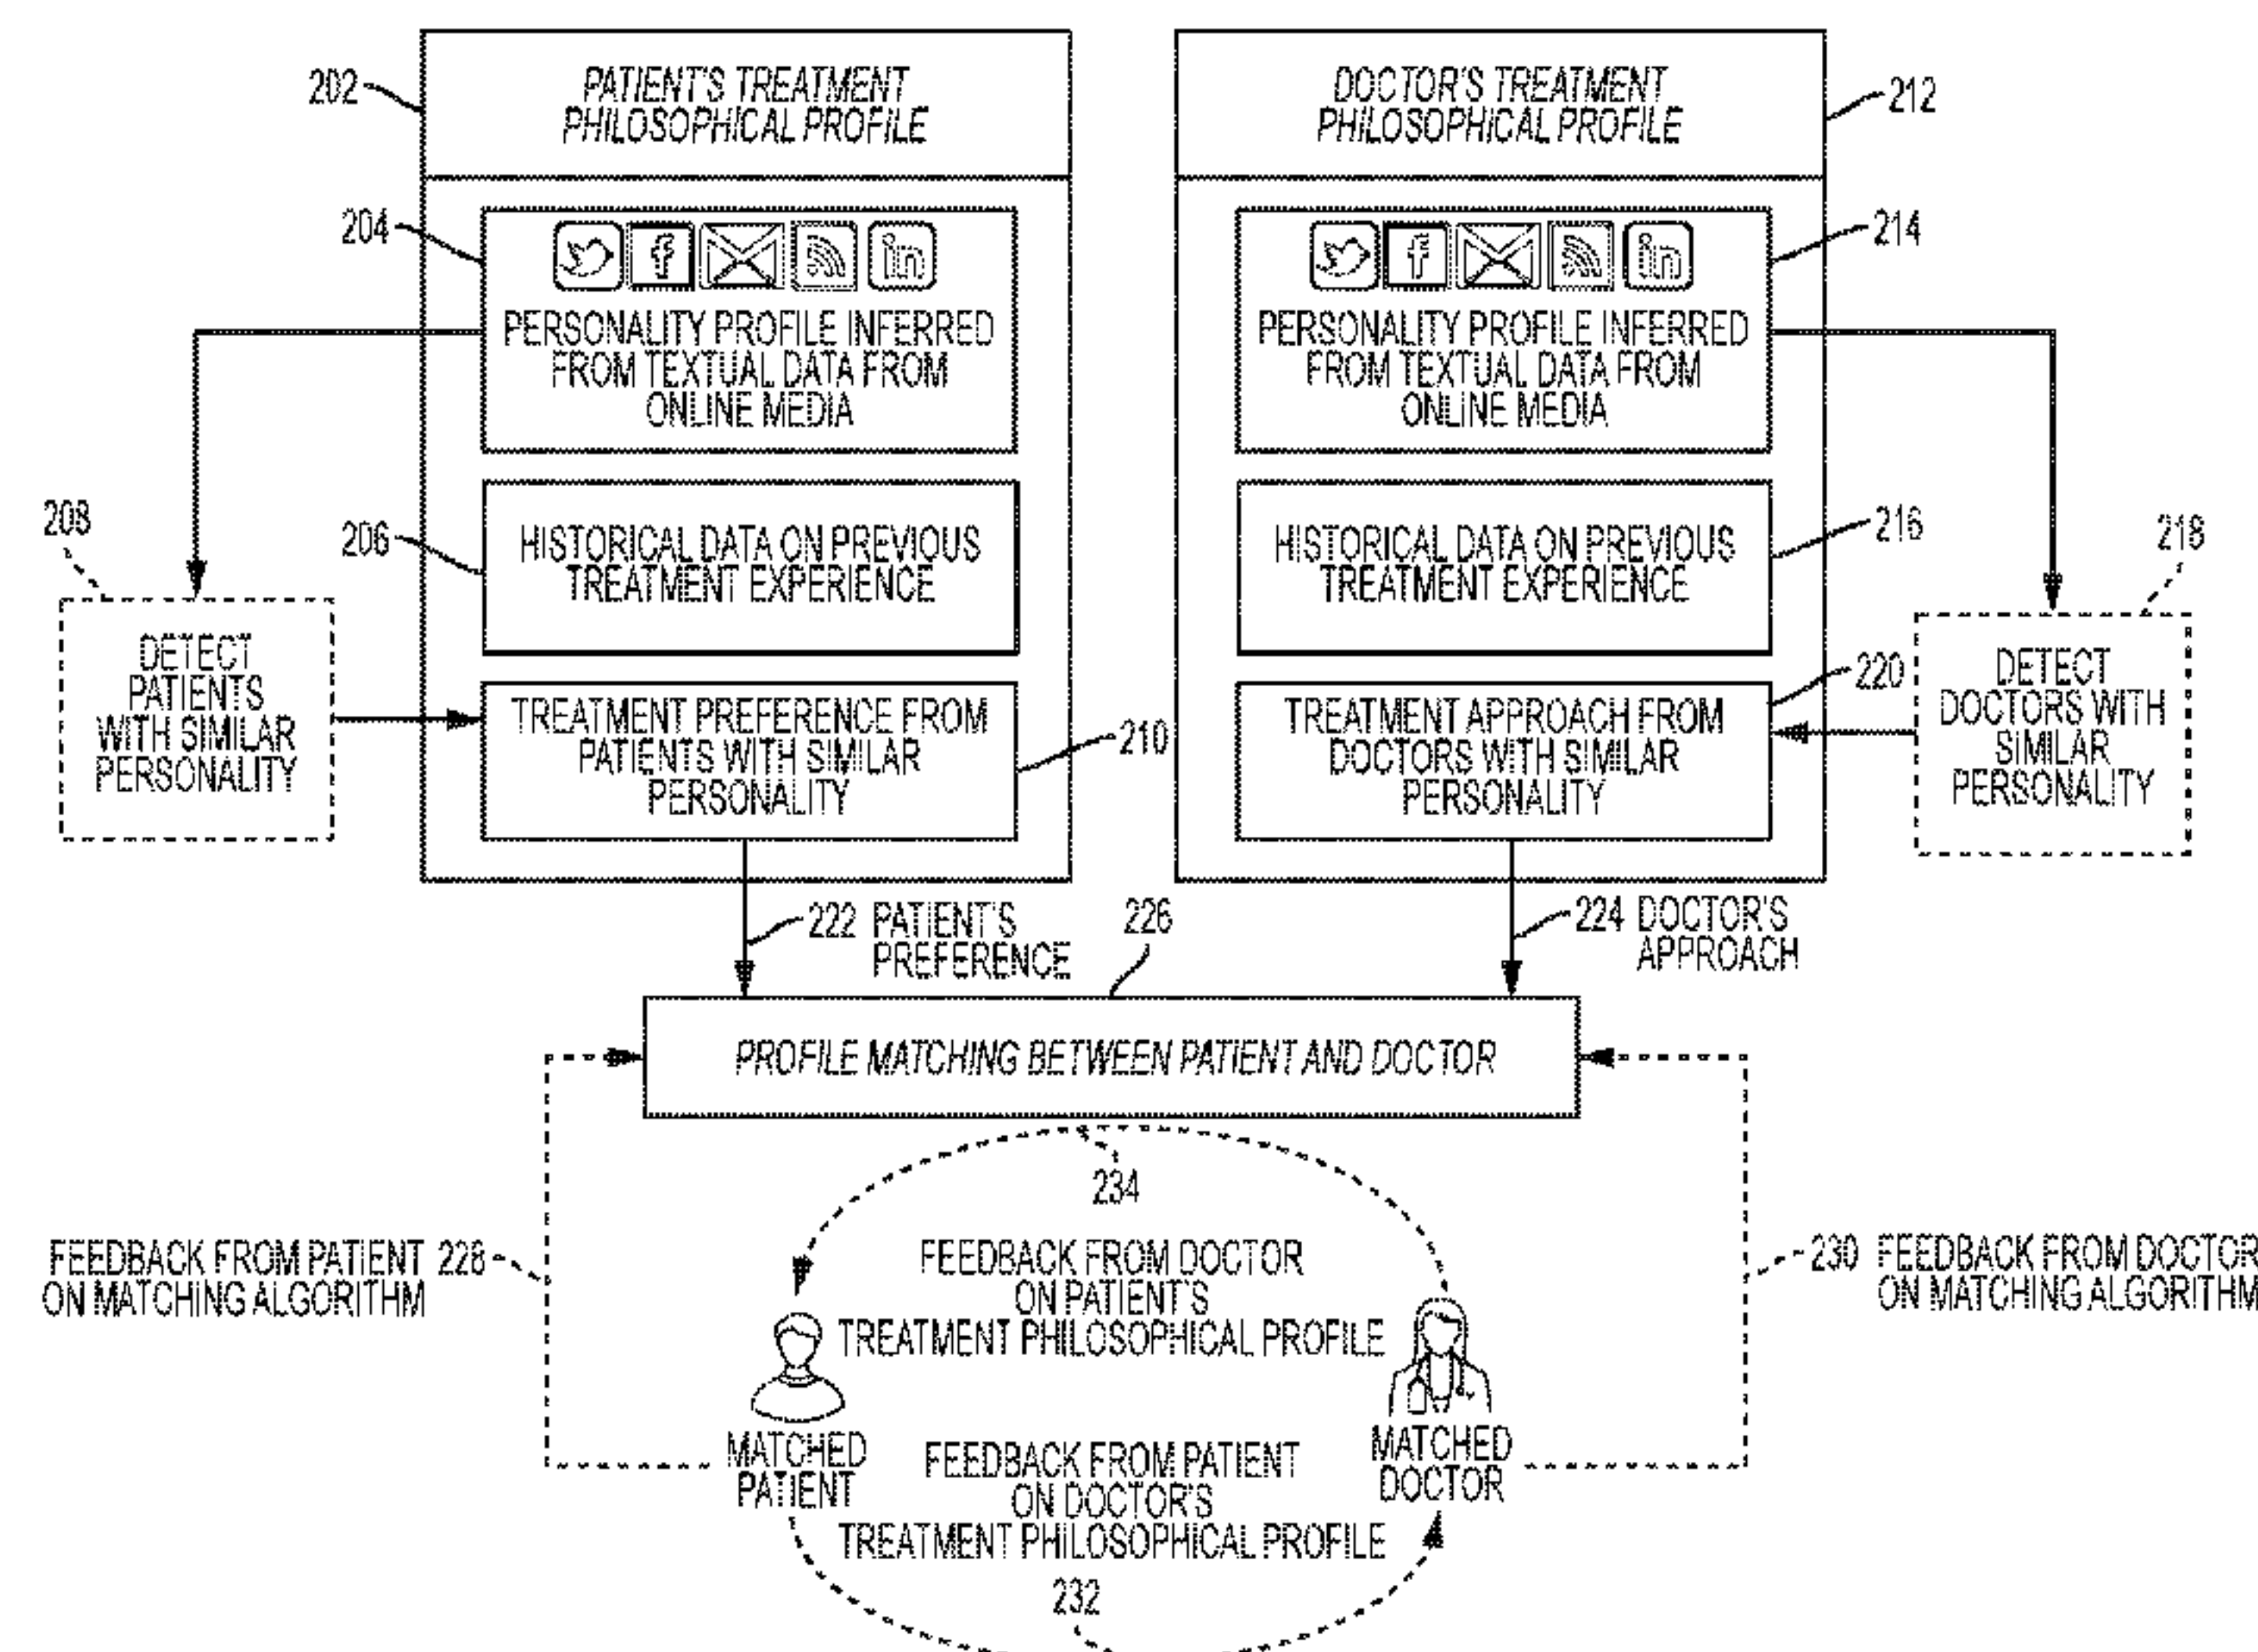 202
PATIENT'S TREATMENT
PHILOSOPHICAL PROFILE
204
f
in
PERSONALITY PROFILE INFERRED
FROM TEXTUAL DATA FROM
ONLINE MEDIA
206
HISTORICAL DATA ON PREVIOUS
TREATMENT EXPERIENCE
208
DETECT
PATIENTS
WITH SIMILAR
PERSONALITY
TREATMENT PREFERENCE FROM
PATIENTS WITH SIMILAR
PERSONALITY
210
DOCTOR'S TREATMENT
PHILOSOPHICAL PROFILE
212
f
in
214
PERSONALITY PROFILE INFERRED
FROM TEXTUAL DATA FROM
ONLINE MEDIA
HISTORICAL DATA ON PREVIOUS
TREATMENT EXPERIENCE
216
218
DETECT
DOCTORS WITH
SIMILAR
PERSONALITY
220
TREATMENT APPROACH FROM
DOCTORS WITH SIMILAR
PERSONALITY
222 PATIENT'S
PREFERENCE
226
224 DOCTOR'S
APPROACH
PROFILE MATCHING BETWEEN PATIENT AND DOCTOR
234
FEEDBACK FROM PATIENT 228
ON MATCHING ALGORITHM
FEEDBACK FROM DOCTOR
ON PATIENT'S
TREATMENT PHILOSOPHICAL PROFILE
230 FEEDBACK FROM DOCTOR
ON MATCHING ALGORITHM
MATCHED
PATIENT
FEEDBACK FROM PATIENT
ON DOCTOR'S
TREATMENT PHILOSOPHICAL PROFILE
MATCHED
DOCTOR
232